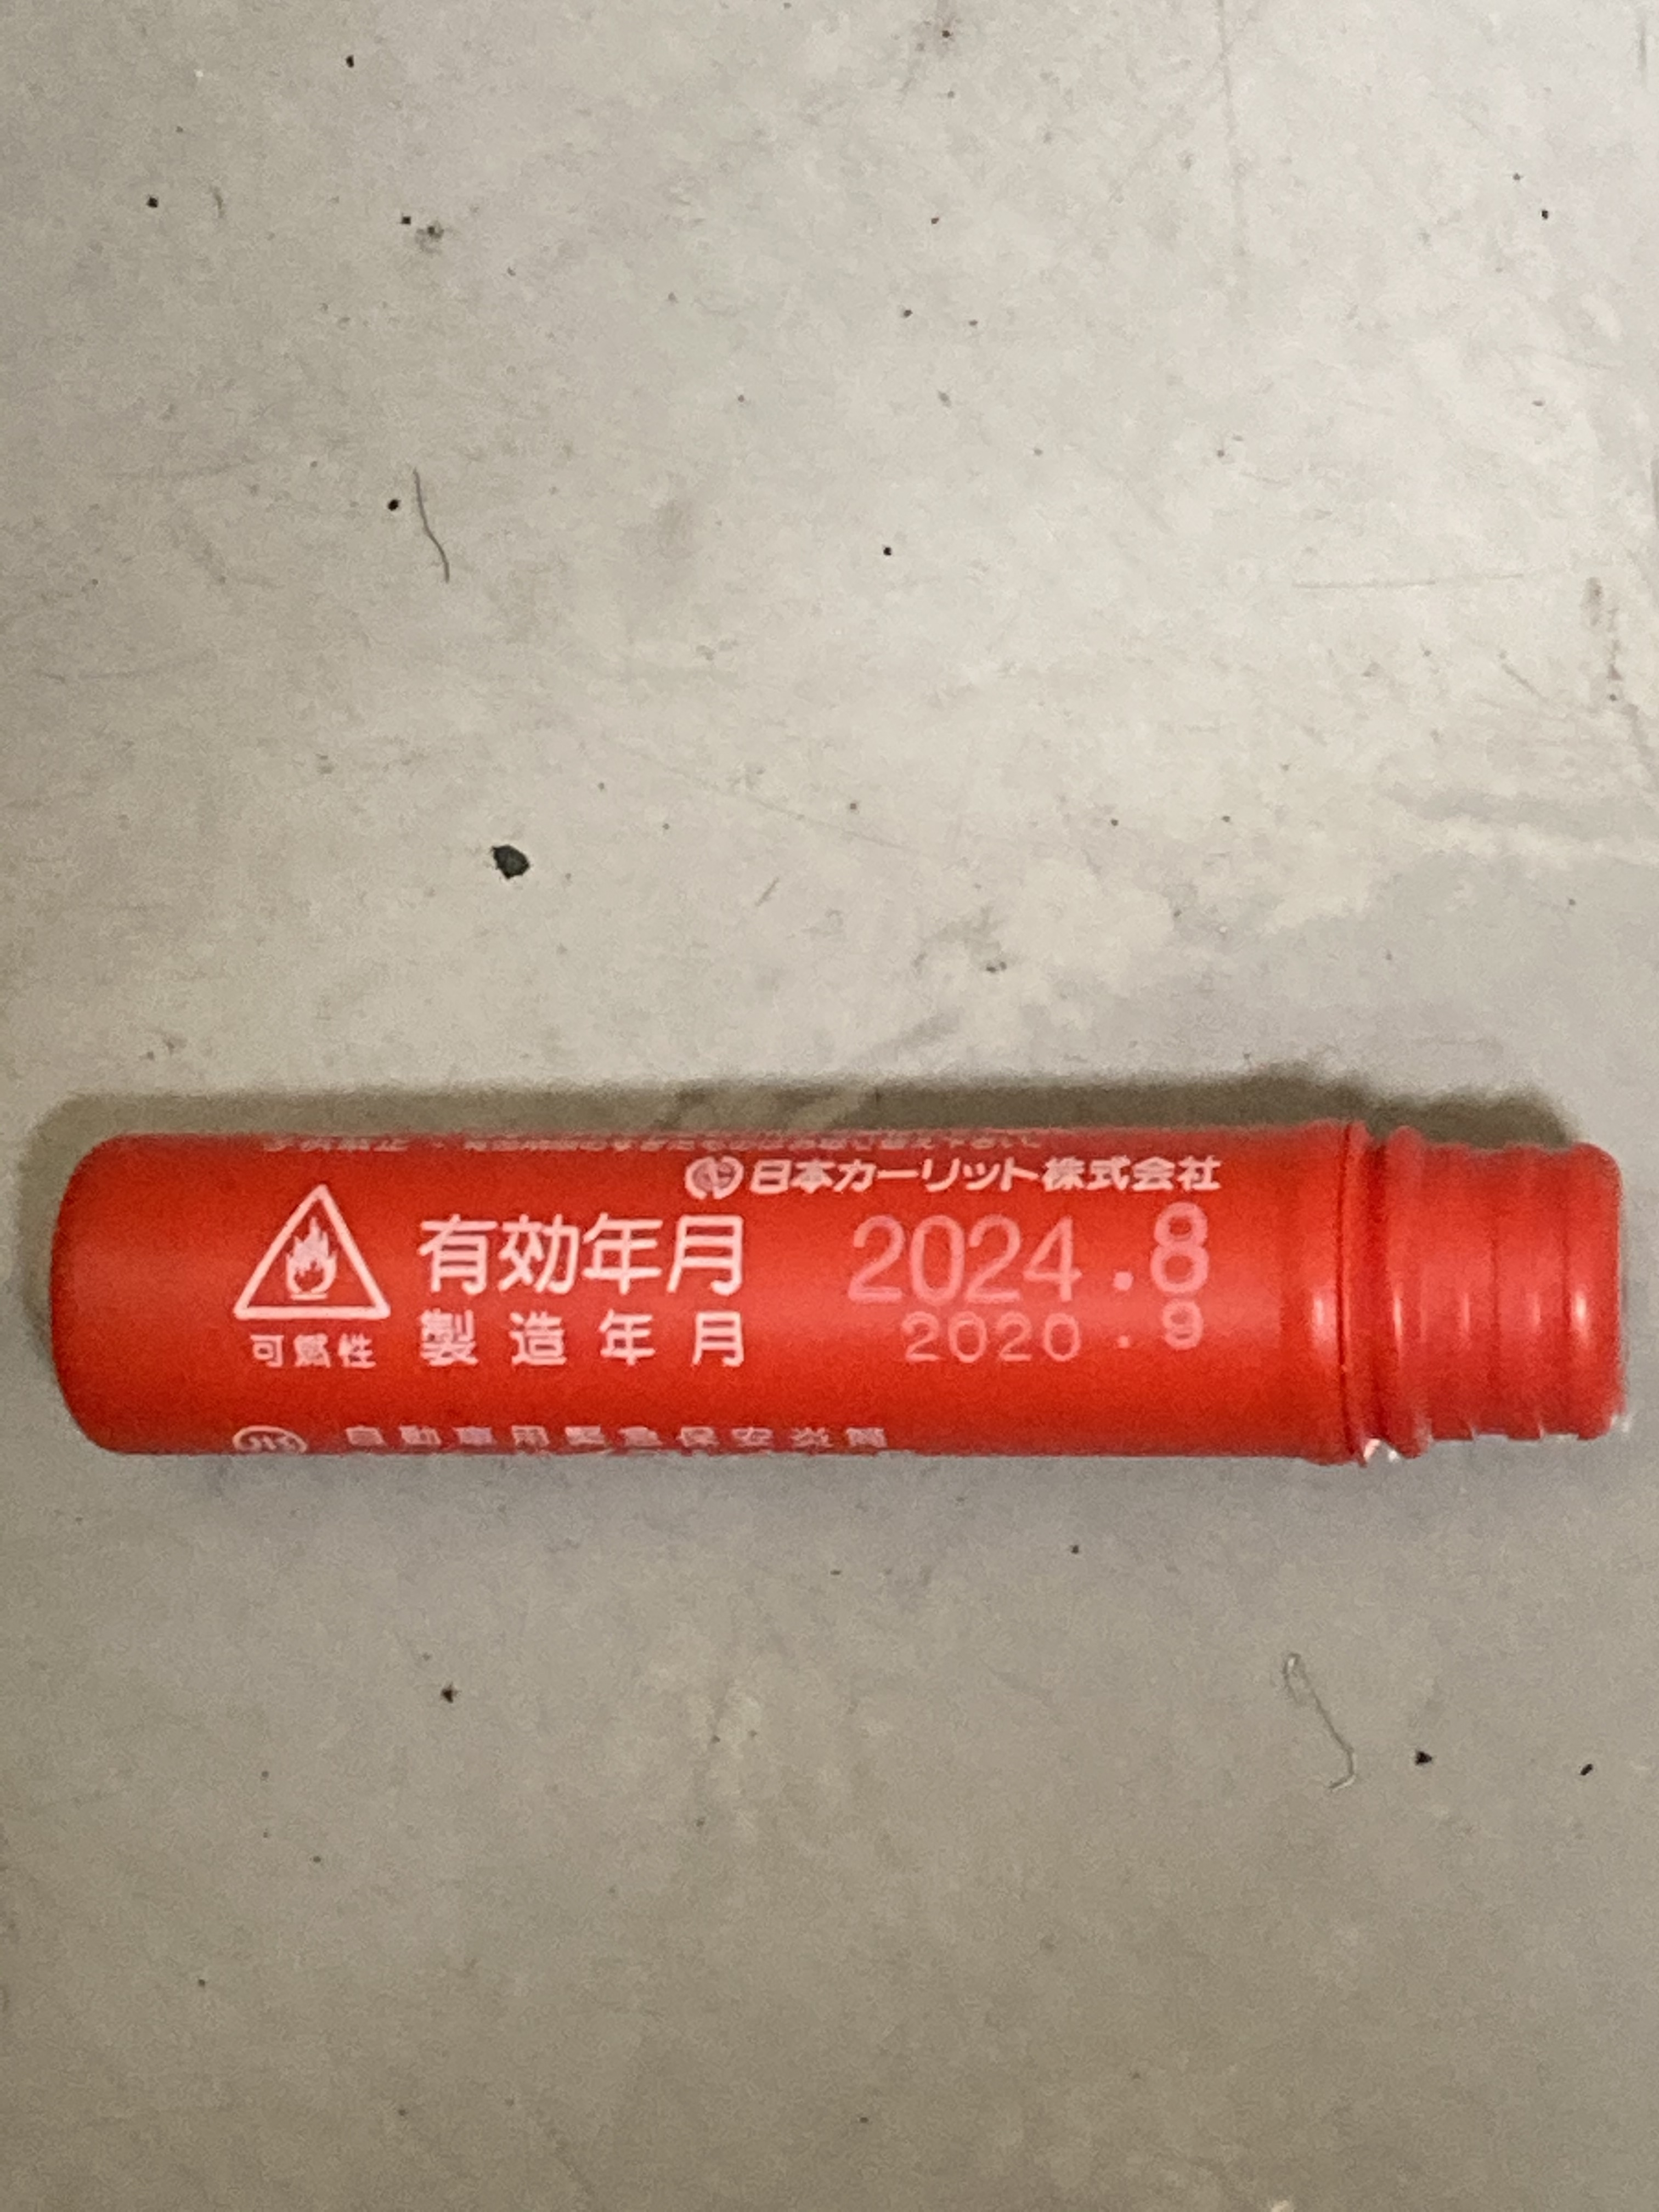 日本カーリット株式会社
有効年月 2024.8
製造年月 2020.9
可燃性
JIS 自動車用緊急保安炎筒